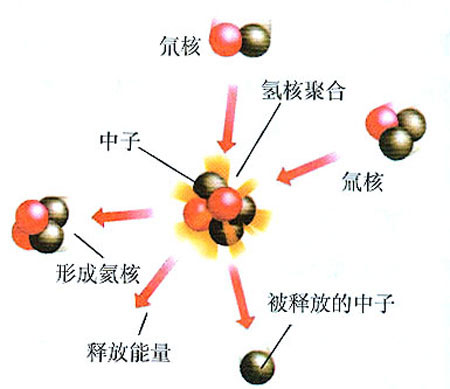 氘核
氢核聚合
中子
氚核
形成氦核
被释放的中子
释放能量